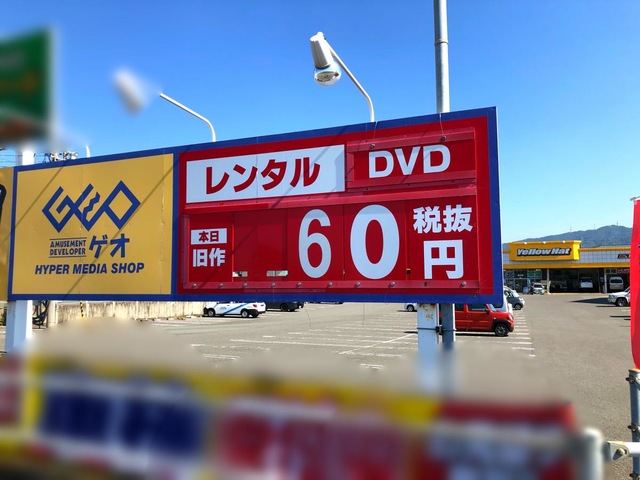 GEO
AMUSEMENT
DEVELOPER
ゲオ
HYPER MEDIA SHOP
レンタル DVD
本日
旧作
60
税抜
円
Yellow Hat